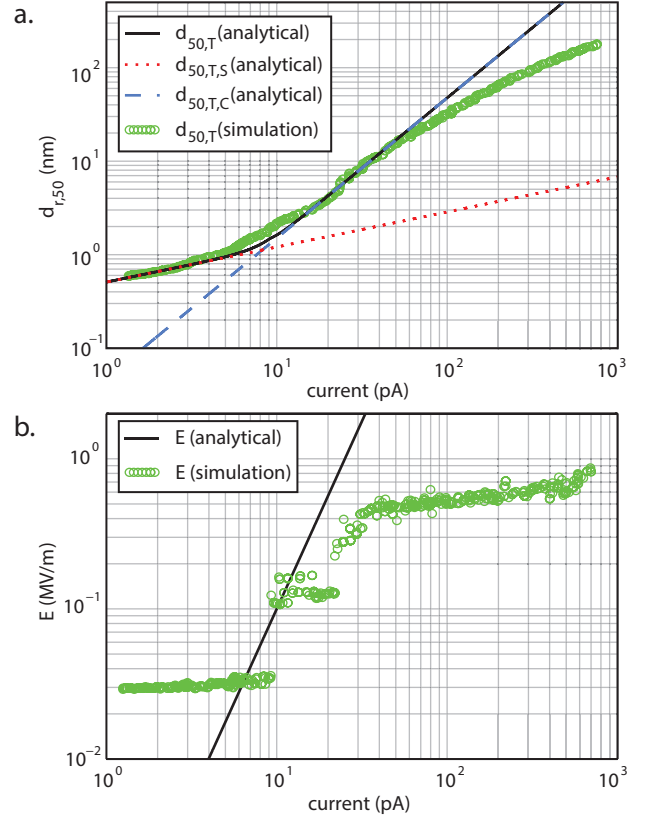 a.
d50,T (analytical)
d50,T,S (analytical)
d50,T,C (analytical)
d50,T (simulation)
dr,50 (nm)
10^2
10^1
10^0
10^-1
10^0 10^1 10^2 10^3
current (pA)
b.
E (analytical)
E (simulation)
E (MV/m)
10^0
10^-1
10^-2
10^0 10^1 10^2 10^3
current (pA)